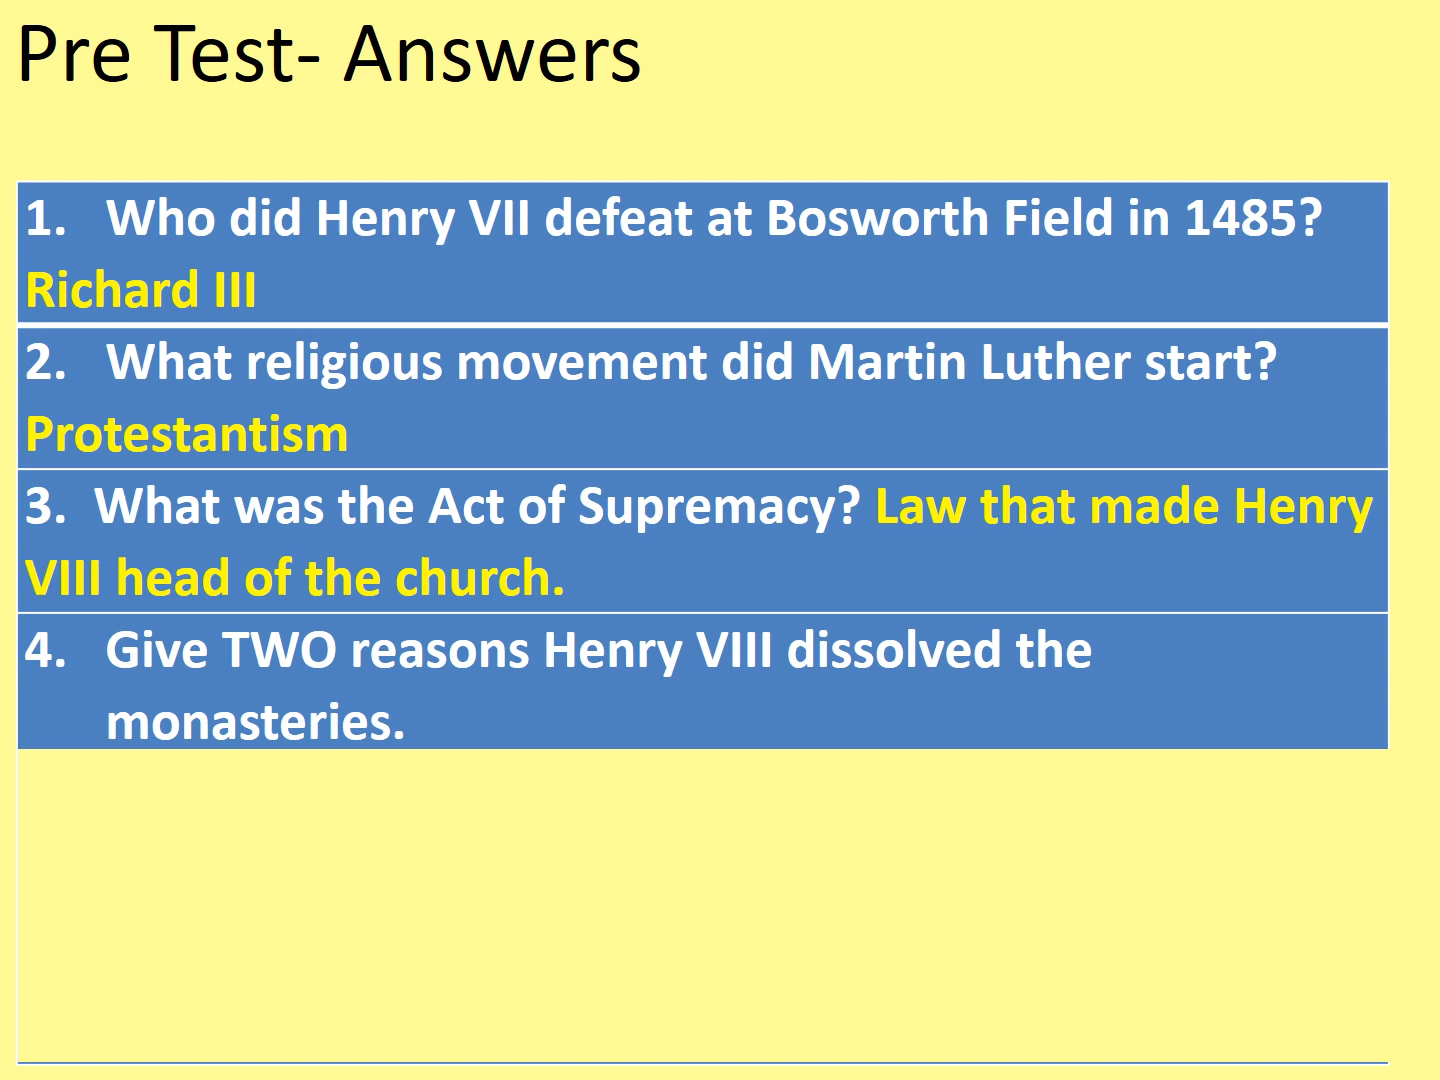 Pre Test- Answers
1. Who did Henry VII defeat at Bosworth Field in 1485?
Richard III
2. What religious movement did Martin Luther start?
Protestantism
3. What was the Act of Supremacy? Law that made Henry
VIII head of the church.
4. Give TWO reasons Henry VIII dissolved the
monasteries.